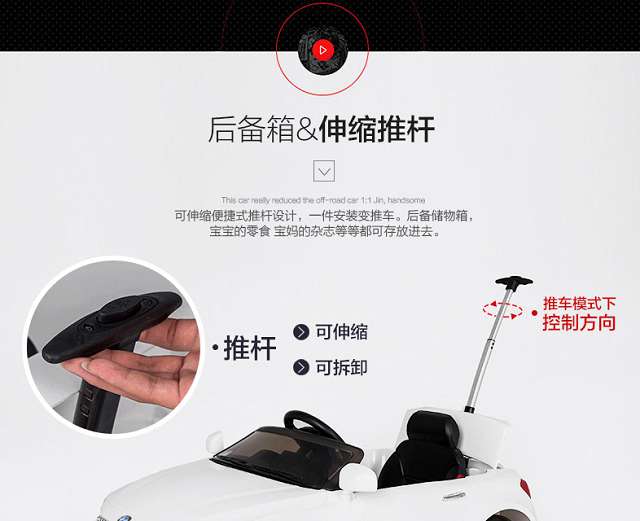 后备箱&伸缩推杆
This car really reduced the off-road car 1:1 Jin, handsome
可伸缩便捷式推杆设计，一件安装变推车。后备储物箱，
宝宝的零食 宝妈的杂志等等都可存放进去。
推车模式下
控制方向
·推杆
可伸缩
可拆卸